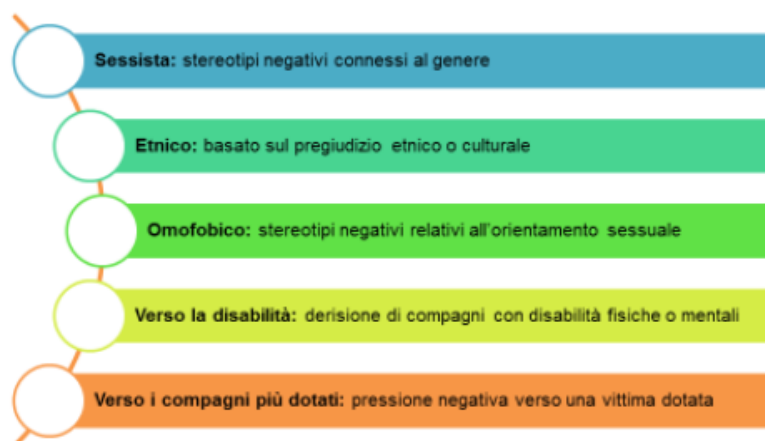 Sessista: stereotipi negativi connessi al genere
Etnico: basato sul pregiudizio etnico o culturale
Omofobico: stereotipi negativi relativi all'orientamento sessuale
Verso la disabilità: derisione di compagni con disabilità fisiche o mentali
Verso i compagni più dotati: pressione negativa verso una vittima dotata